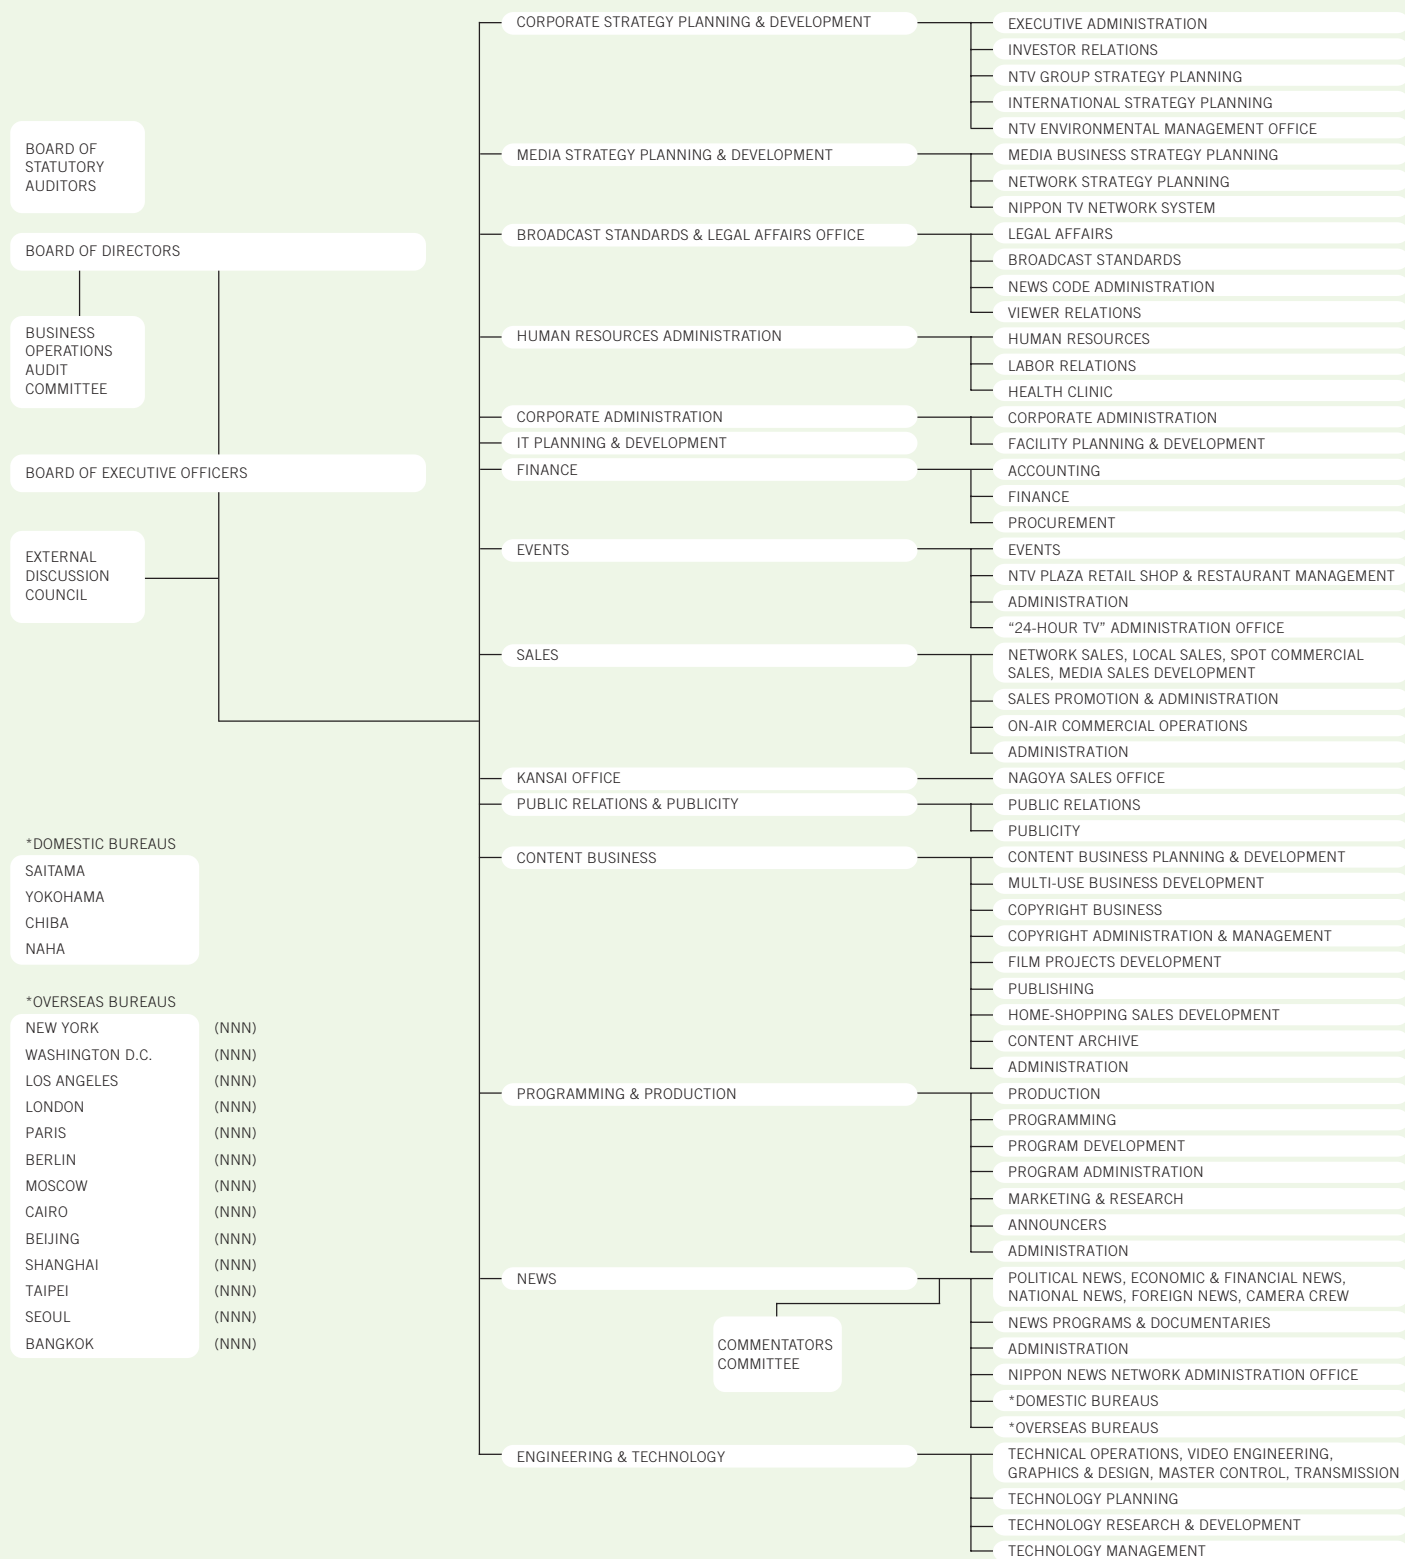 BOARD OF
STATUTORY
AUDITORS
BOARD OF DIRECTORS
BUSINESS
OPERATIONS
AUDIT
COMMITTEE
BOARD OF EXECUTIVE OFFICERS
EXTERNAL
DISCUSSION
COUNCIL
*DOMESTIC BUREAUS
SAITAMA
YOKOHAMA
CHIBA
NAHA
*OVERSEAS BUREAUS
NEW YORK (NNN)
WASHINGTON D.C. (NNN)
LOS ANGELES (NNN)
LONDON (NNN)
PARIS (NNN)
BERLIN (NNN)
MOSCOW (NNN)
CAIRO (NNN)
BEIJING (NNN)
SHANGHAI (NNN)
TAIPEI (NNN)
SEOUL (NNN)
BANGKOK (NNN)
CORPORATE STRATEGY PLANNING & DEVELOPMENT
EXECUTIVE ADMINISTRATION
INVESTOR RELATIONS
NTV GROUP STRATEGY PLANNING
INTERNATIONAL STRATEGY PLANNING
NTV ENVIRONMENTAL MANAGEMENT OFFICE
MEDIA STRATEGY PLANNING & DEVELOPMENT
MEDIA BUSINESS STRATEGY PLANNING
NETWORK STRATEGY PLANNING
NIPPON TV NETWORK SYSTEM
BROADCAST STANDARDS & LEGAL AFFAIRS OFFICE
LEGAL AFFAIRS
BROADCAST STANDARDS
NEWS CODE ADMINISTRATION
VIEWER RELATIONS
HUMAN RESOURCES ADMINISTRATION
HUMAN RESOURCES
LABOR RELATIONS
HEALTH CLINIC
CORPORATE ADMINISTRATION
CORPORATE ADMINISTRATION
FACILITY PLANNING & DEVELOPMENT
IT PLANNING & DEVELOPMENT
FINANCE
ACCOUNTING
FINANCE
PROCUREMENT
EVENTS
EVENTS
NTV PLAZA RETAIL SHOP & RESTAURANT MANAGEMENT
ADMINISTRATION
“24-HOUR TV” ADMINISTRATION OFFICE
SALES
NETWORK SALES, LOCAL SALES, SPOT COMMERCIAL
SALES, MEDIA SALES DEVELOPMENT
SALES PROMOTION & ADMINISTRATION
ON-AIR COMMERCIAL OPERATIONS
ADMINISTRATION
KANSAI OFFICE
NAGOYA SALES OFFICE
PUBLIC RELATIONS & PUBLICITY
PUBLIC RELATIONS
PUBLICITY
CONTENT BUSINESS
CONTENT BUSINESS PLANNING & DEVELOPMENT
MULTI-USE BUSINESS DEVELOPMENT
COPYRIGHT BUSINESS
COPYRIGHT ADMINISTRATION & MANAGEMENT
FILM PROJECTS DEVELOPMENT
PUBLISHING
HOME-SHOPPING SALES DEVELOPMENT
CONTENT ARCHIVE
ADMINISTRATION
PROGRAMMING & PRODUCTION
PRODUCTION
PROGRAMMING
PROGRAM DEVELOPMENT
PROGRAM ADMINISTRATION
MARKETING & RESEARCH
ANNOUNCERS
ADMINISTRATION
NEWS
COMMENTATORS
COMMITTEE
POLITICAL NEWS, ECONOMIC & FINANCIAL NEWS,
NATIONAL NEWS, FOREIGN NEWS, CAMERA CREW
NEWS PROGRAMS & DOCUMENTARIES
ADMINISTRATION
NIPPON NEWS NETWORK ADMINISTRATION OFFICE
*DOMESTIC BUREAUS
*OVERSEAS BUREAUS
ENGINEERING & TECHNOLOGY
TECHNICAL OPERATIONS, VIDEO ENGINEERING,
GRAPHICS & DESIGN, MASTER CONTROL, TRANSMISSION
TECHNOLOGY PLANNING
TECHNOLOGY RESEARCH & DEVELOPMENT
TECHNOLOGY MANAGEMENT